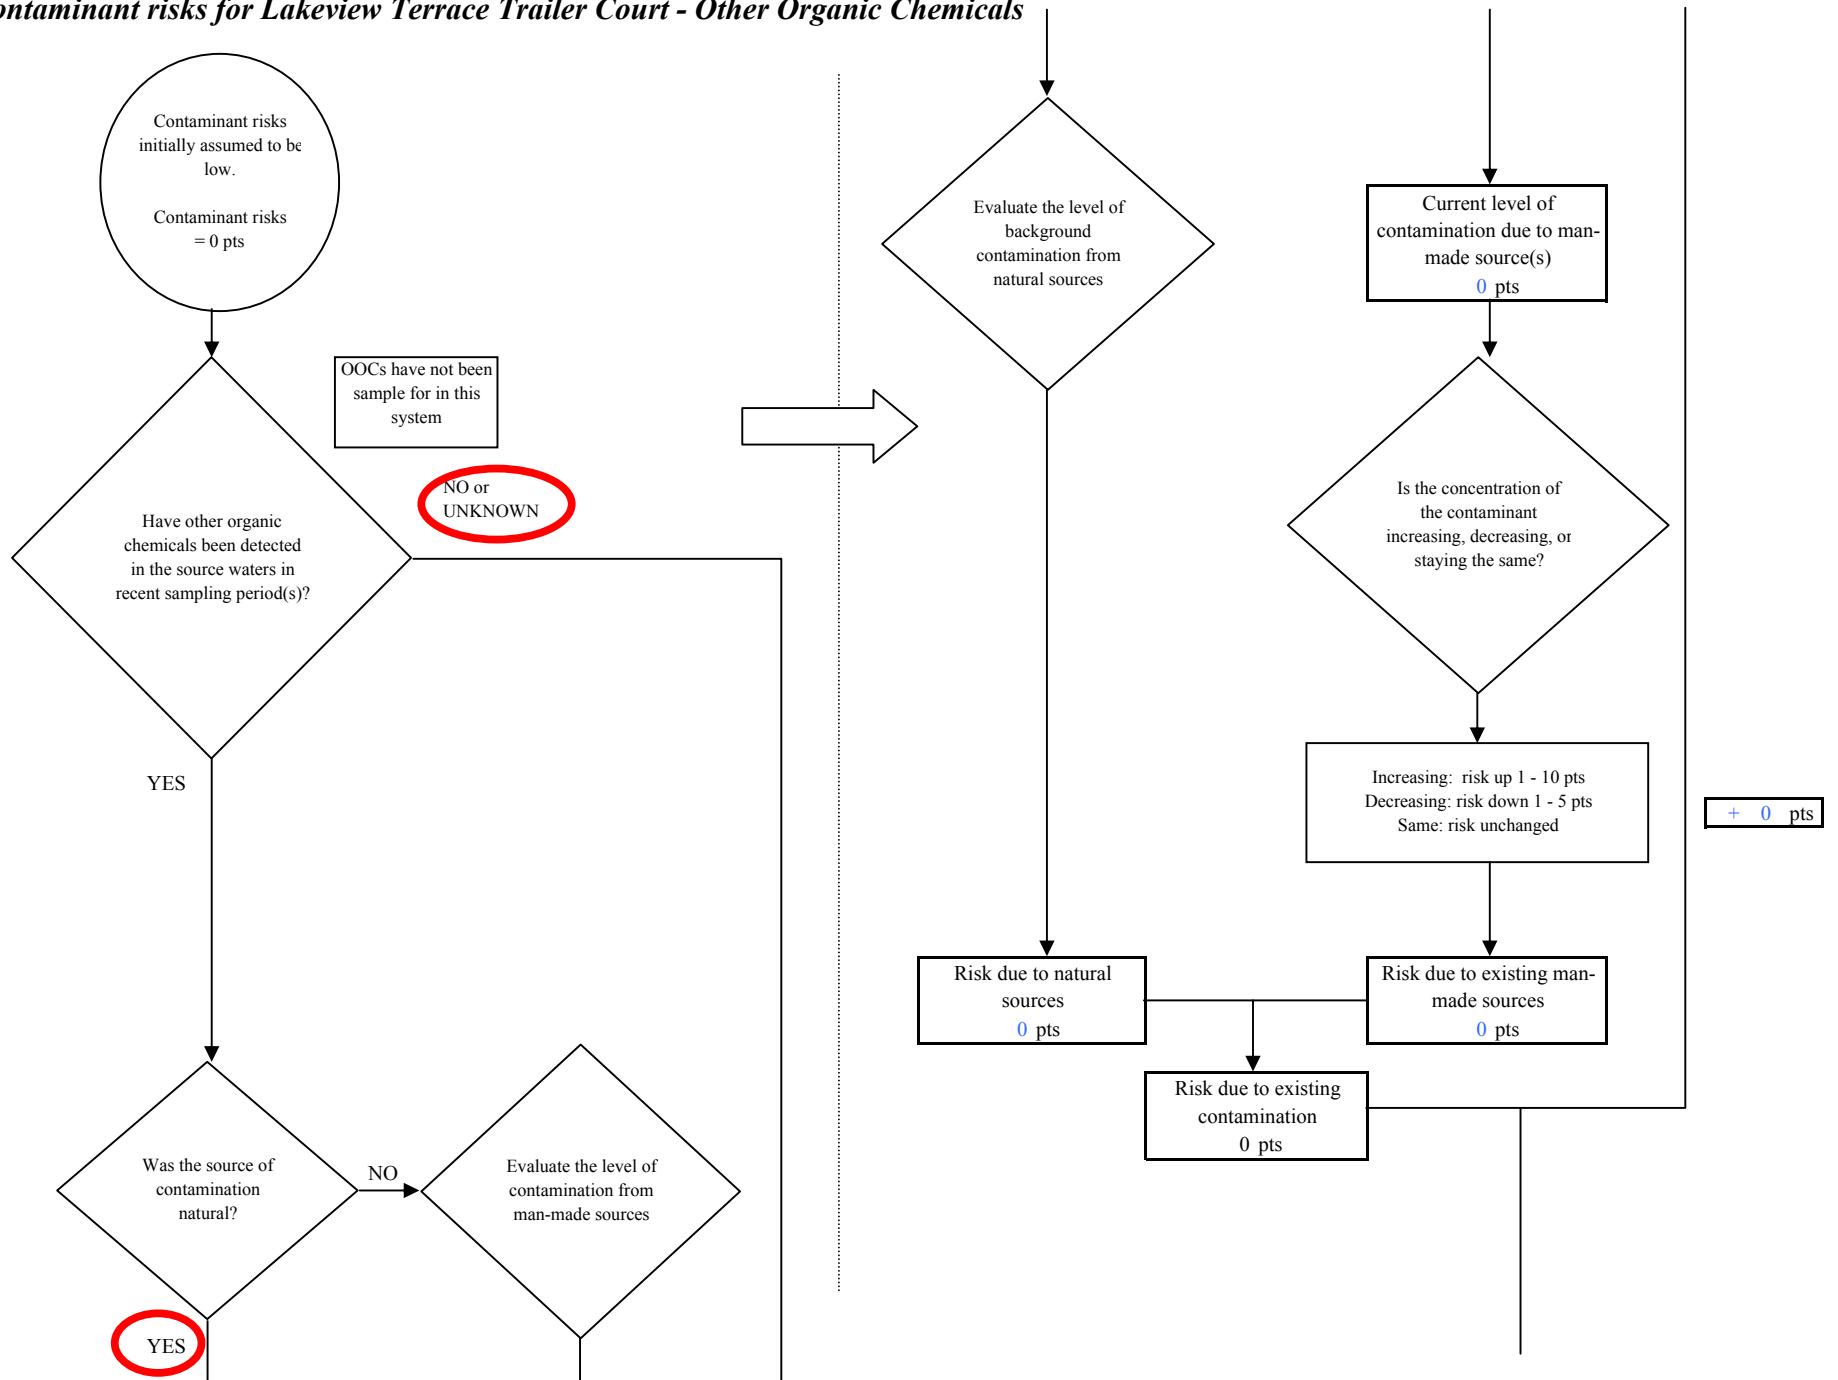 ontaminant risks for Lakeview Terrace Trailer Court - Other Organic Chemicals
Contaminant risks
initially assumed to be
low.
Contaminant risks
= 0 pts
OOCs have not been
sample for in this
system
NO or
UNKNOWN
Have other organic
chemicals been detected
in the source waters in
recent sampling period(s)?
YES
Was the source of
contamination
natural?
NO
Evaluate the level of
contamination from
man-made sources
YES
Evaluate the level of
background
contamination from
natural sources
Current level of
contamination due to man-
made source(s)
0 pts
Is the concentration of
the contaminant
increasing, decreasing, or
staying the same?
Increasing: risk up 1 - 10 pts
Decreasing: risk down 1 - 5 pts
Same: risk unchanged
+ 0 pts
Risk due to natural
sources
0 pts
Risk due to existing man-
made sources
0 pts
Risk due to existing
contamination
0 pts